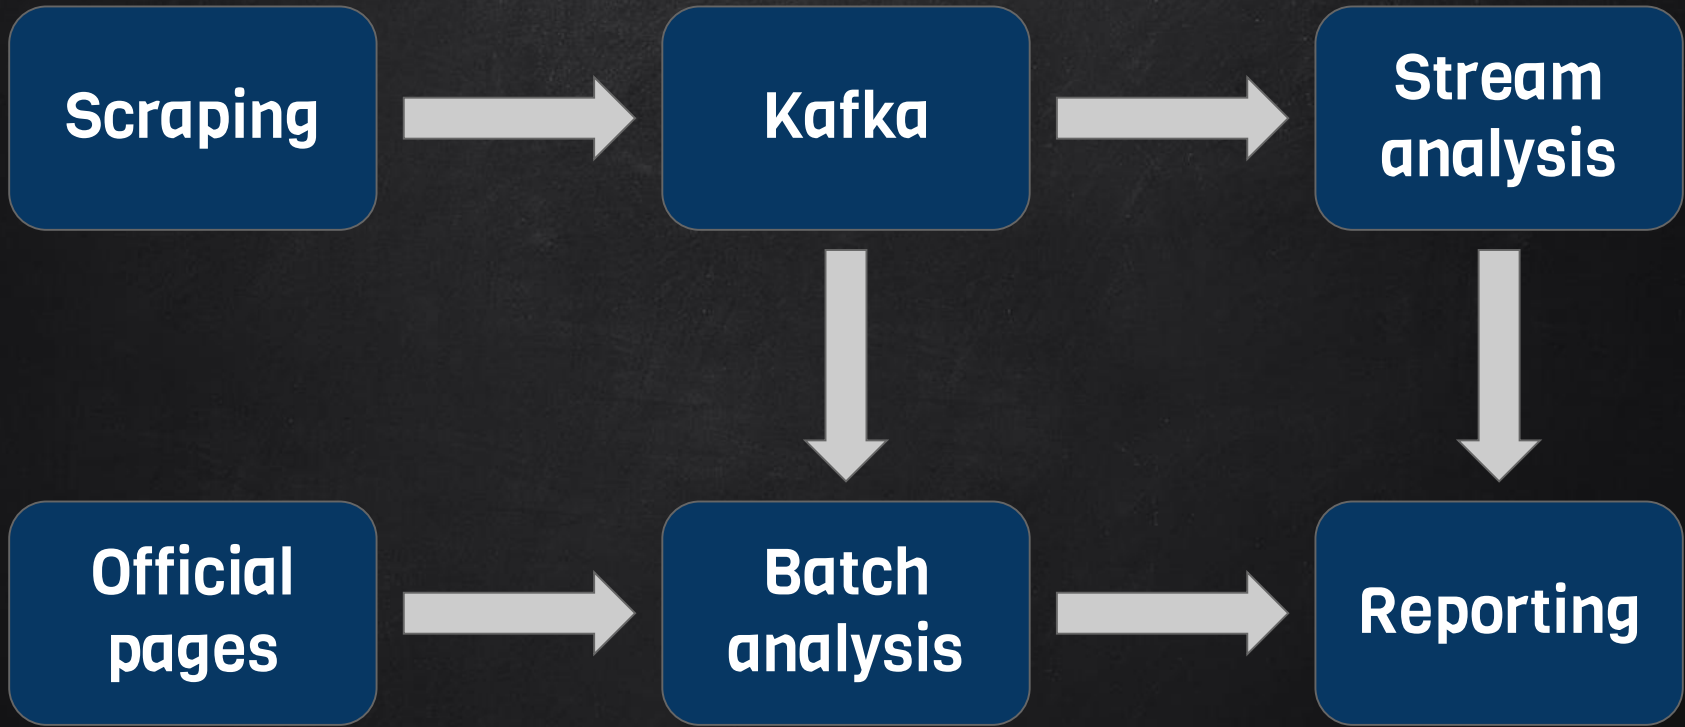 Scraping
Kafka
Stream
analysis
Official
pages
Batch
analysis
Reporting